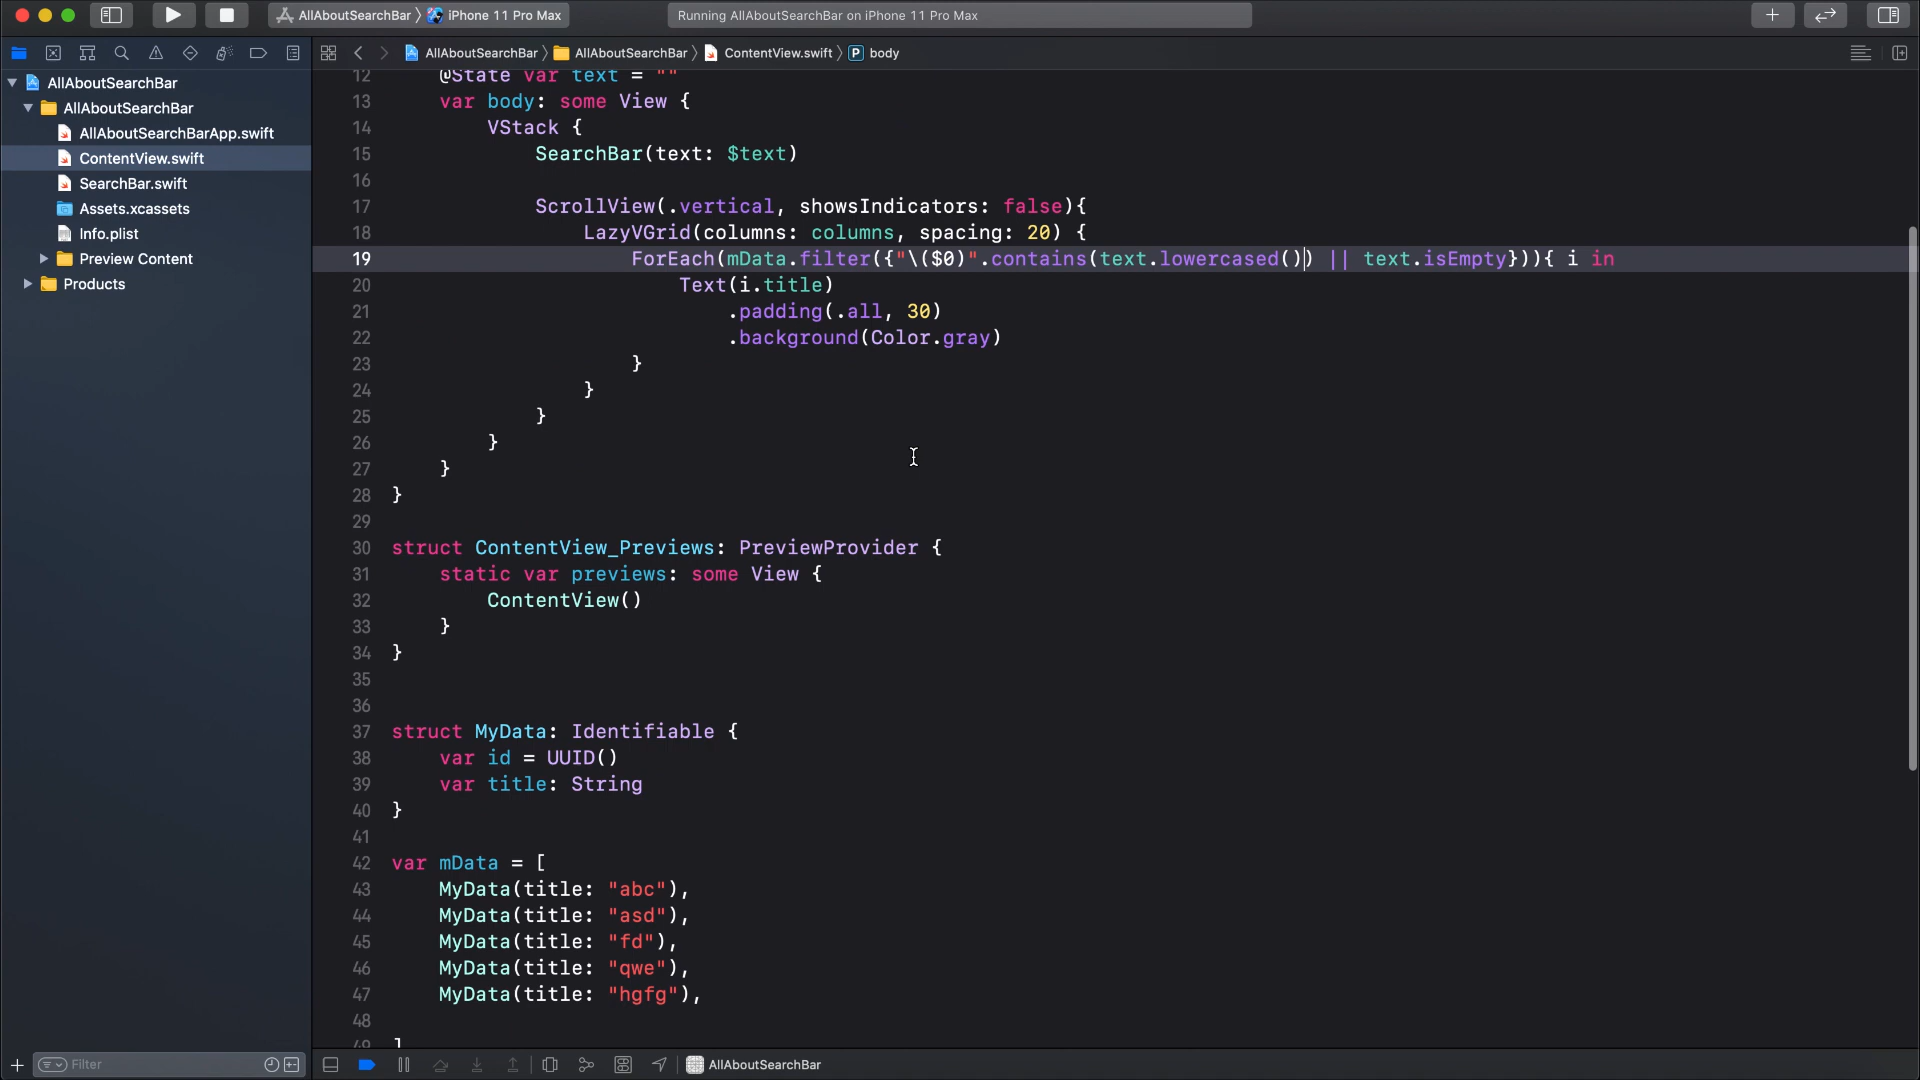 AllAboutSearchBar 〉 iPhone 11 Pro Max
Running AllAboutSearchBar on iPhone 11 Pro Max
AllAboutSearchBar 〉 AllAboutSearchBar 〉 ContentView.swift 〉 P body
AllAboutSearchBar
AllAboutSearchBar
AllAboutSearchBarApp.swift
ContentView.swift
SearchBar.swift
Assets.xcassets
Info.plist
Preview Content
Products
Filter
12 @State var text = ""
13 var body: some View {
14 VStack {
15 SearchBar(text: $text)
16
17 ScrollView(.vertical, showsIndicators: false){
18 LazyVGrid(columns: columns, spacing: 20) {
19 ForEach(mData.filter({"\($0)".contains(text.lowercased()) || text.isEmpty})){ i in
20 Text(i.title)
21 .padding(.all, 30)
22 .background(Color.gray)
23 }
24 }
25 }
26 }
27 }
28 }
29
30 struct ContentView_Previews: PreviewProvider {
31 static var previews: some View {
32 ContentView()
33 }
34 }
35
36
37 struct MyData: Identifiable {
38 var id = UUID()
39 var title: String
40 }
41
42 var mData = [
43 MyData(title: "abc"),
44 MyData(title: "asd"),
45 MyData(title: "fd"),
46 MyData(title: "qwe"),
47 MyData(title: "hgfg"),
48
49 ]
AllAboutSearchBar